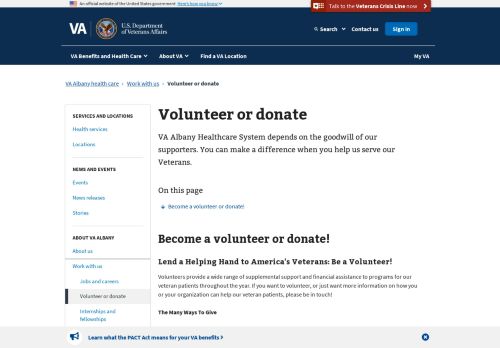 An official website of the United States government Here's how you know
Talk to the Veterans Crisis Line now
VA
U.S. Department
of Veterans Affairs
Search
Contact us
Sign in
VA Benefits and Health Care
About VA
Find a VA Location
My VA
VA Albany health care › Work with us › Volunteer or donate
SERVICES AND LOCATIONS
Health services
Locations
NEWS AND EVENTS
Events
News releases
Stories
ABOUT VA ALBANY
About us
Work with us
Jobs and careers
Volunteer or donate
Internships and
fellowships
Volunteer or donate
VA Albany Healthcare System depends on the goodwill of our
supporters. You can make a difference when you help us serve our
Veterans.
On this page
Become a volunteer or donate!
Become a volunteer or donate!
Lend a Helping Hand to America's Veterans: Be a Volunteer!
Volunteers provide a wide range of supplemental support and financial assistance to programs for our
veteran patients throughout the year. If you want to volunteer, or just want more information on how you
or your organization can help our veteran patients, please be in touch!
The Many Ways To Give
Learn what the PACT Act means for your VA benefits